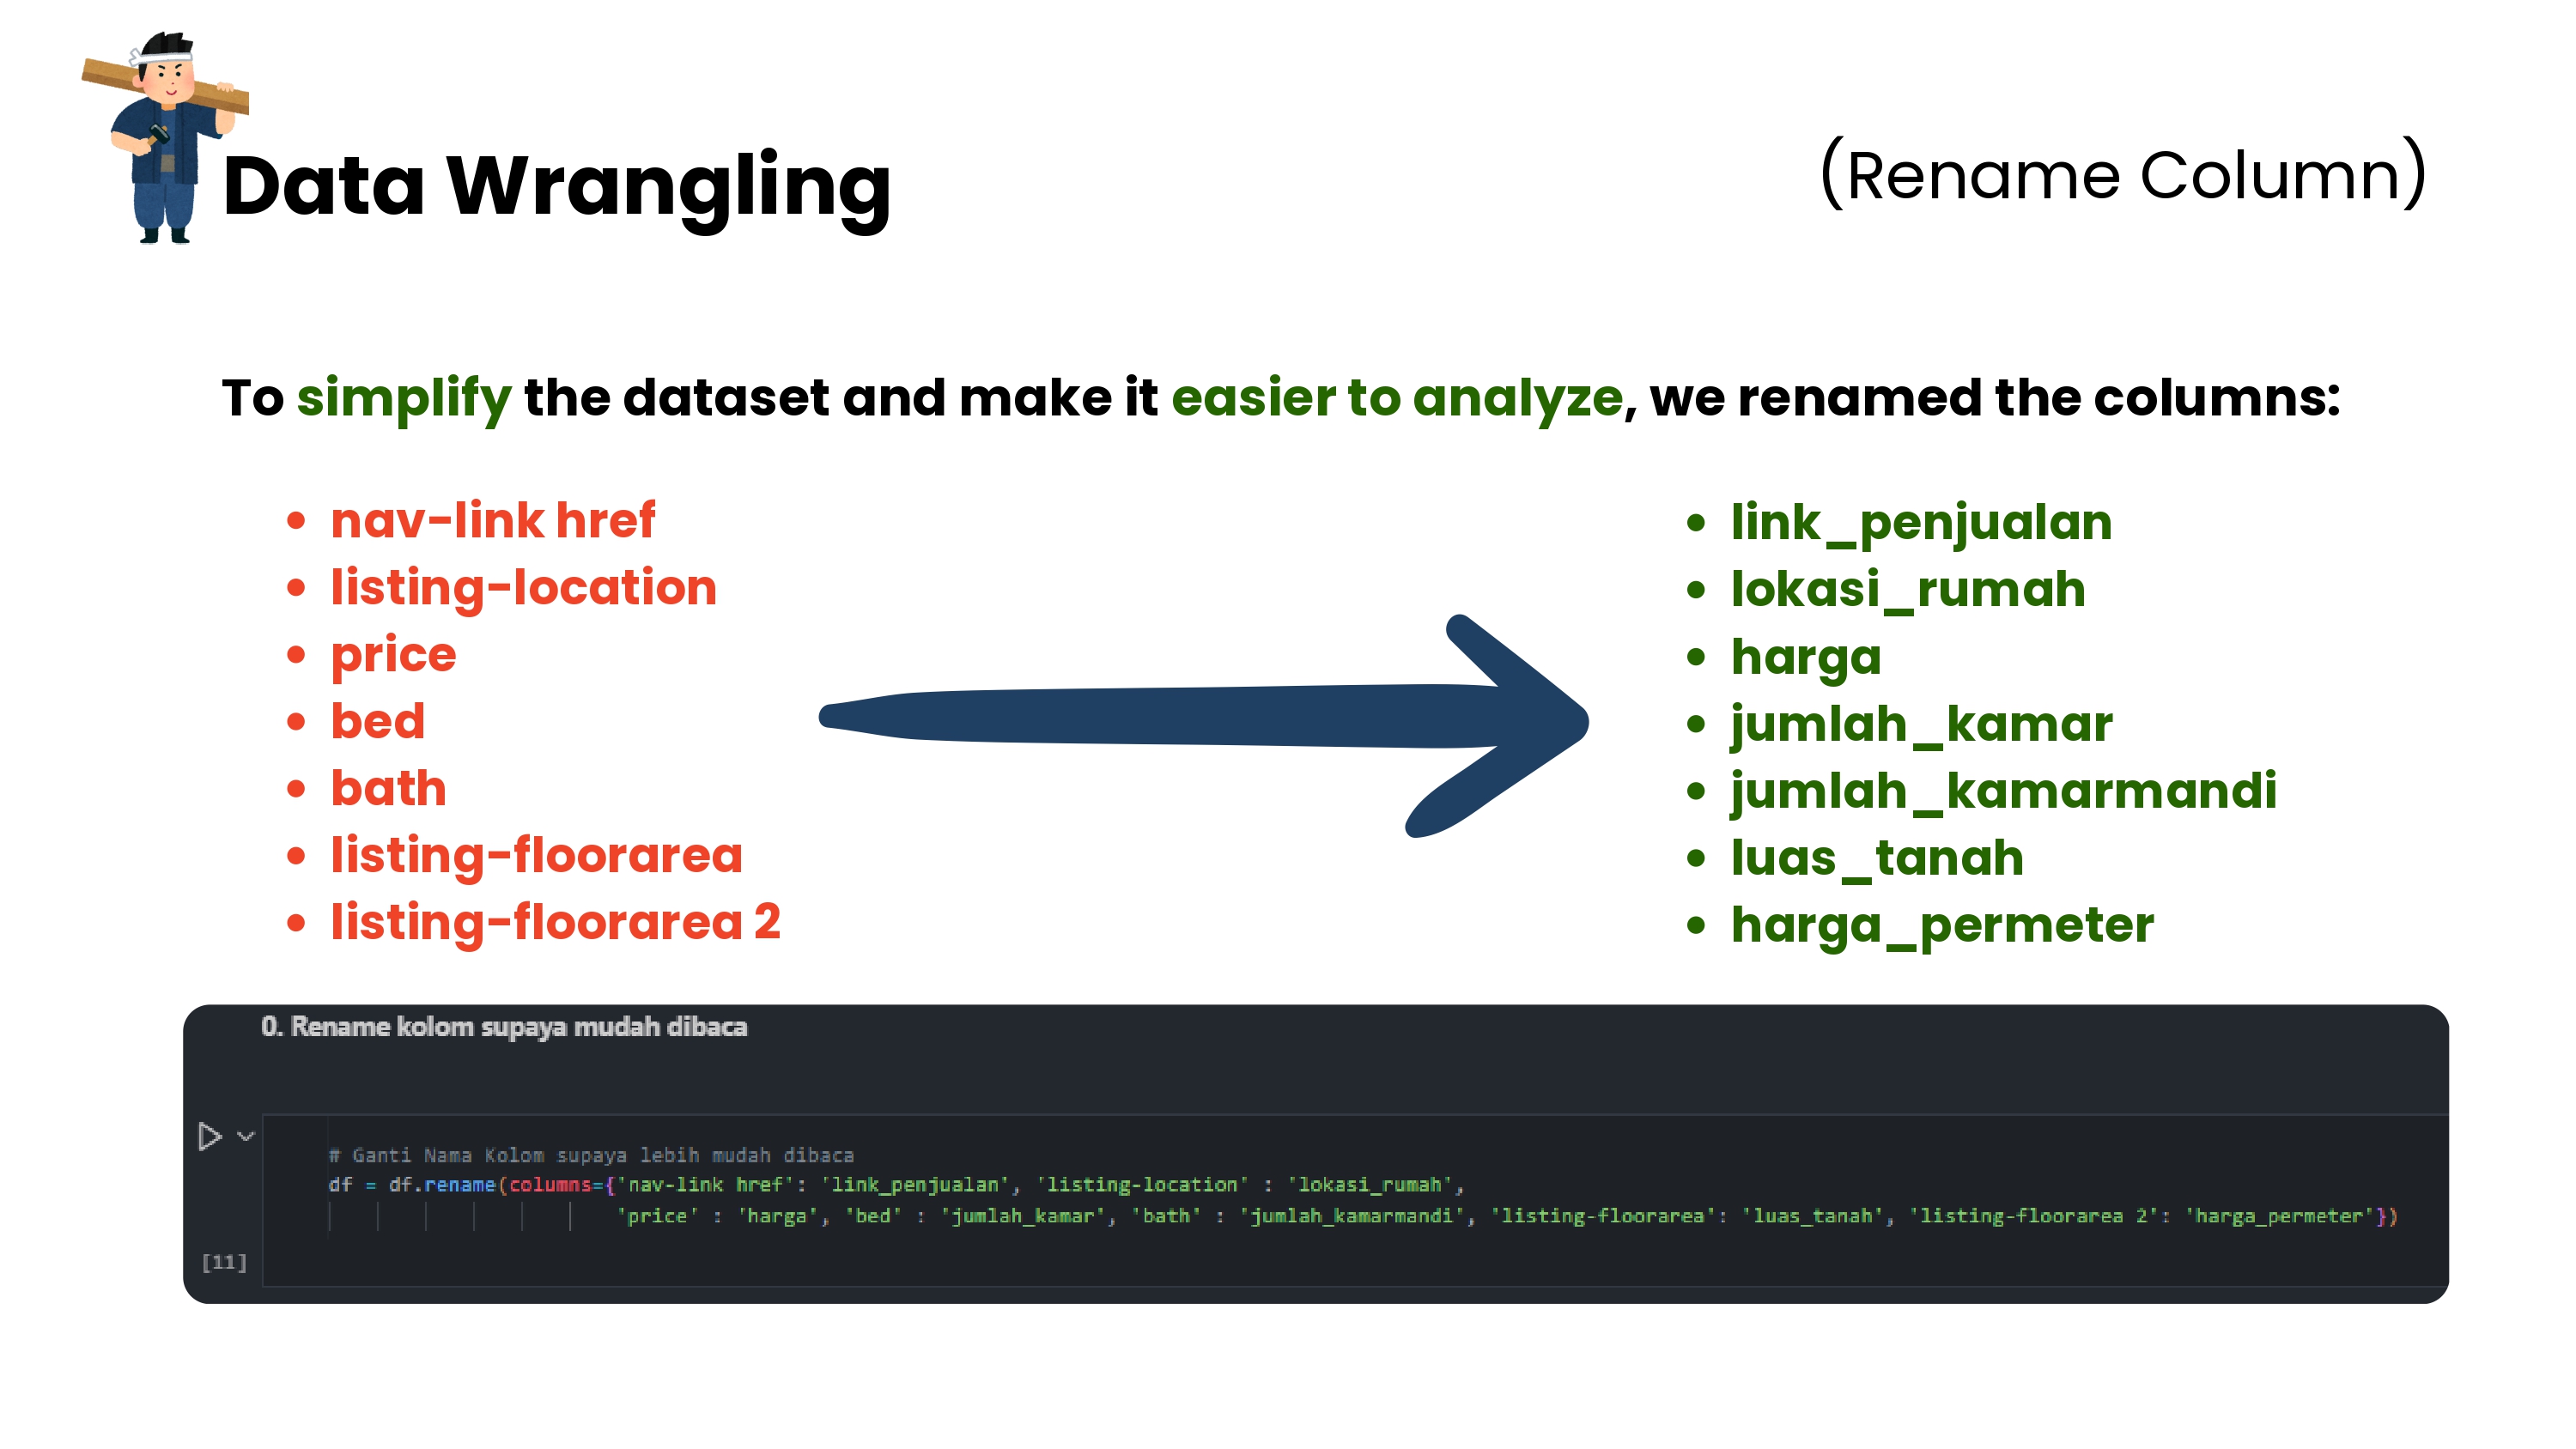 Data Wrangling
(Rename Column)
To simplify the dataset and make it easier to analyze, we renamed the columns:
• nav-link href
• listing-location
• price
• bed
• bath
• listing-floorarea
• listing-floorarea 2
• link_penjualan
• lokasi_rumah
• harga
• jumlah_kamar
• jumlah_kamarmandi
• luas_tanah
• harga_permeter
0. Rename kolom supaya mudah dibaca
# Ganti Nama Kolom supaya lebih mudah dibaca
df = df.rename(columns={'nav-link href': 'link_penjualan', 'listing-location' : 'lokasi_rumah',
'price' : 'harga', 'bed' : 'jumlah_kamar', 'bath' : 'jumlah_kamarmandi', 'listing-floorarea': 'luas_tanah', 'listing-floorarea 2': 'harga_permeter'})
[11]